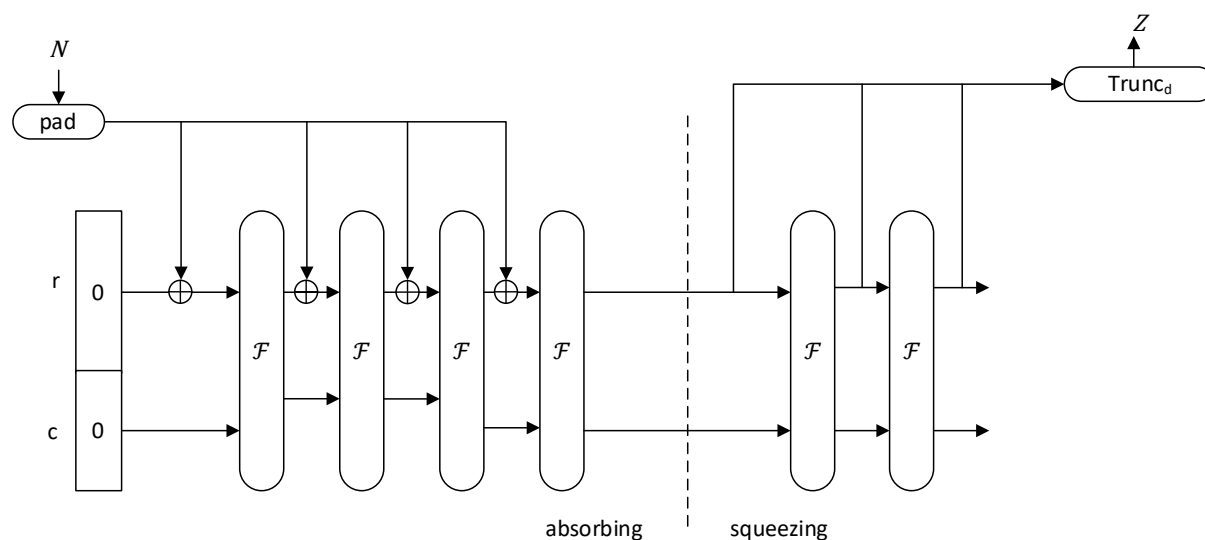 Z
N
Trunc_d
pad
r
0
ℱ
ℱ
ℱ
ℱ
ℱ
ℱ
c
0
absorbing
squeezing